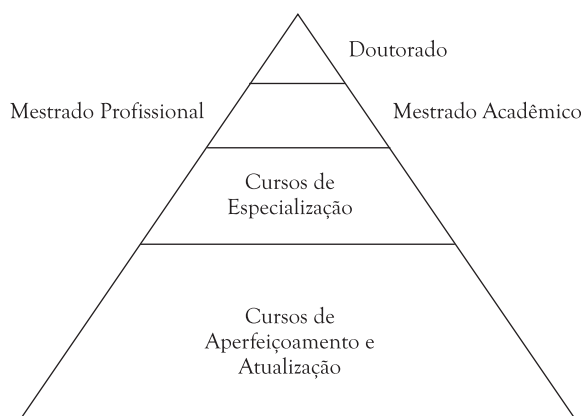 Doutorado
Mestrado Profissional
Mestrado Acadêmico
Cursos de
Especialização
Cursos de
Aperfeiçoamento e
Atualização